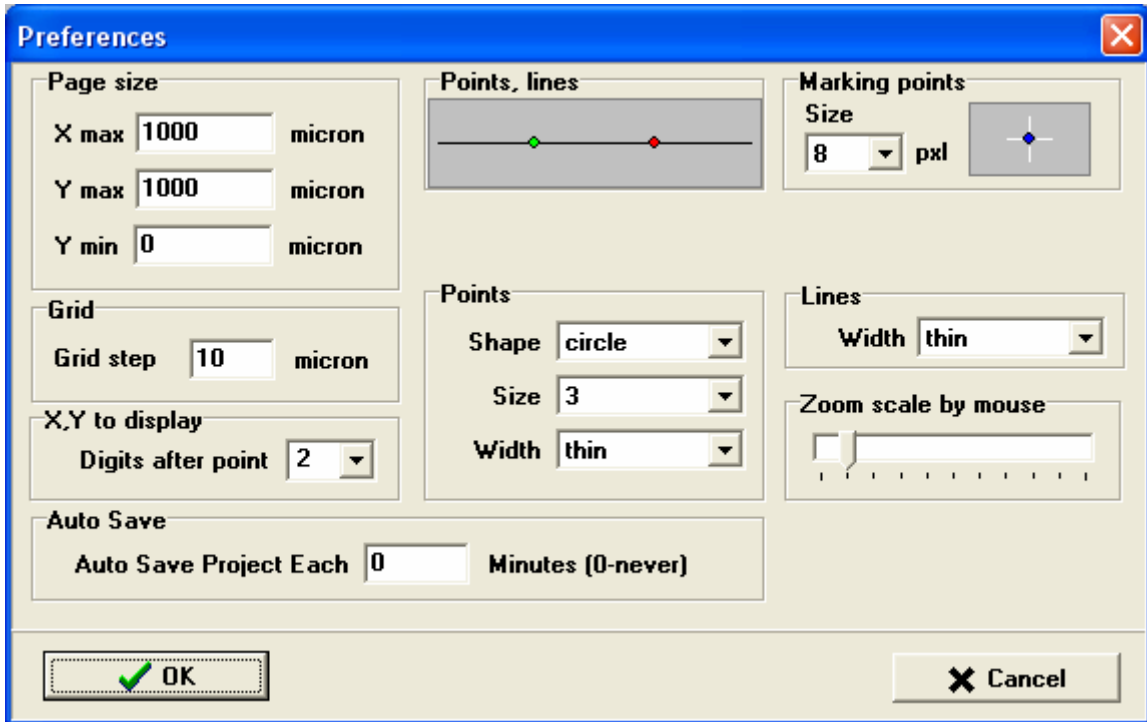 Preferences
Page size
X max 1000 micron
Y max 1000 micron
Y min 0 micron
Points, lines
Marking points
Size
8 pxl
Grid
Grid step 10 micron
X,Y to display
Digits after point 2
Points
Shape circle
Size 3
Width thin
Lines
Width thin
Zoom scale by mouse
Auto Save
Auto Save Project Each 0 Minutes (0-never)
OK
Cancel